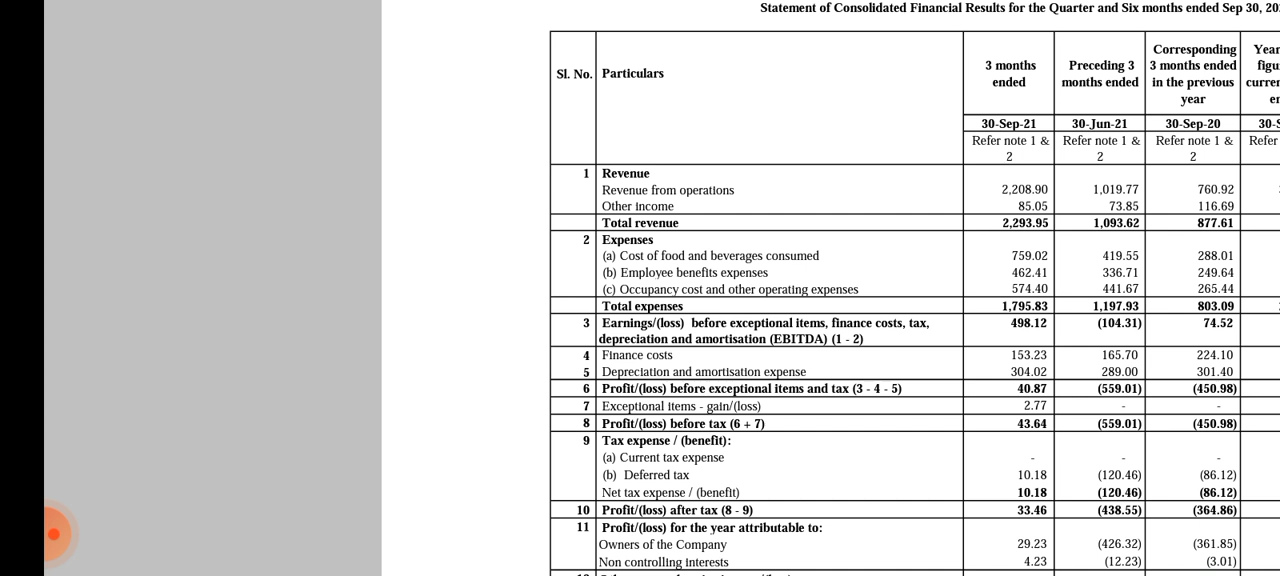 Statement of Consolidated Financial Results for the Quarter and Six months ended Sep 30,
Sl. No. Particulars 3 months ended Preceding 3 months ended Corresponding 3 months ended in the previous year
30-Sep-21 30-Jun-21 30-Sep-20
Refer note 1 & 2 Refer note 1 & 2 Refer note 1 & 2 Refer
1 Revenue
Revenue from operations 2,208.90 1,019.77 760.92
Other income 85.05 73.85 116.69
Total revenue 2,293.95 1,093.62 877.61
2 Expenses
(a) Cost of food and beverages consumed 759.02 419.55 288.01
(b) Employee benefits expenses 462.41 336.71 249.64
(c) Occupancy cost and other operating expenses 574.40 441.67 265.44
Total expenses 1,795.83 1,197.93 803.09
3 Earnings/(loss) before exceptional items, finance costs, tax, 498.12 (104.31) 74.52
depreciation and amortisation (EBITDA) (1 - 2)
4 Finance costs 153.23 165.70 224.10
5 Depreciation and amortisation expense 304.02 289.00 301.40
6 Profit/(loss) before exceptional items and tax (3 - 4 - 5) 40.87 (559.01) (450.98)
7 Exceptional items - gain/(loss) 2.77 - -
8 Profit/(loss) before tax (6 + 7) 43.64 (559.01) (450.98)
9 Tax expense / (benefit):
(a) Current tax expense - - -
(b) Deferred tax 10.18 (120.46) (86.12)
Net tax expense / (benefit) 10.18 (120.46) (86.12)
10 Profit/(loss) after tax (8 - 9) 33.46 (438.55) (364.86)
11 Profit/(loss) for the year attributable to:
Owners of the Company 29.23 (426.32) (361.85)
Non controlling interests 4.23 (12.23) (3.01)